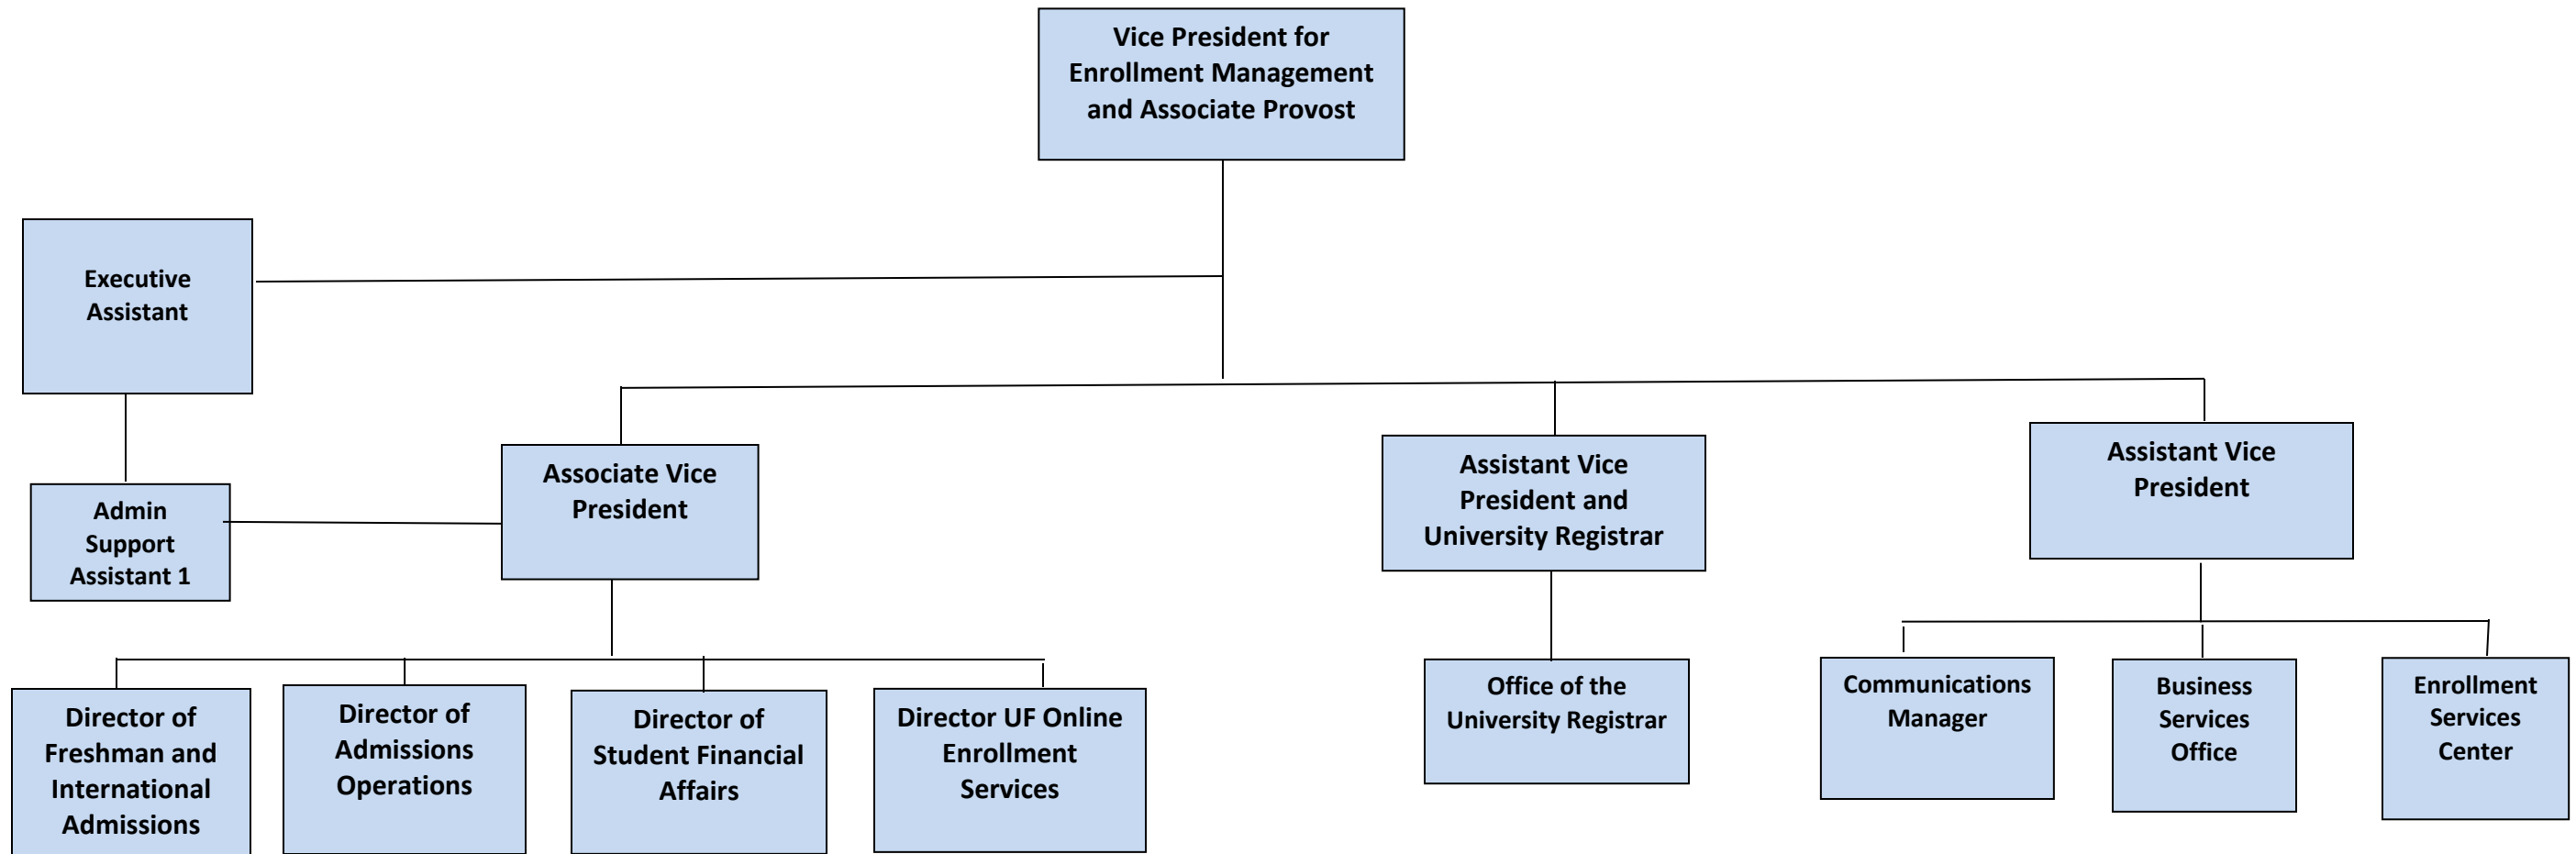 Vice President for
Enrollment Management
and Associate Provost
Executive
Assistant
Admin
Support
Assistant 1
Associate Vice
President
Assistant Vice
President and
University Registrar
Assistant Vice
President
Director of
Freshman and
International
Admissions
Director of
Admissions
Operations
Director of
Student Financial
Affairs
Director UF Online
Enrollment
Services
Office of the
University Registrar
Communications
Manager
Business
Services
Office
Enrollment
Services
Center